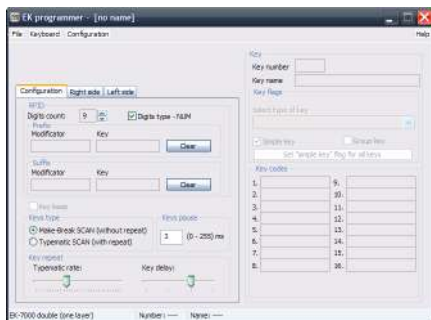 EK programmer - [no name]
File Keyboard Configuration Help
Configuration Right side Left side
RFID
Digits count: 9 Digits type - NUM
Prefix
Modificator Key
Clear
Suffix
Modificator Key
Clear
Key beep
Keys type
Make-Break SCAN (without repeat)
Typematic SCAN (with repeat)
Keys pause
3 (0 - 255) ms
Key repeat
Typematic rate: Key delay:
Key
Key number
Key name
Key flags
Select type of key
Simple key Group key
Set "simple key" flag for all keys
Key codes
1. 9.
2. 10.
3. 11.
4. 12.
5. 13.
6. 14.
7. 15.
8. 16.
EK-7000 double (one layer) Number: --- Name: ---